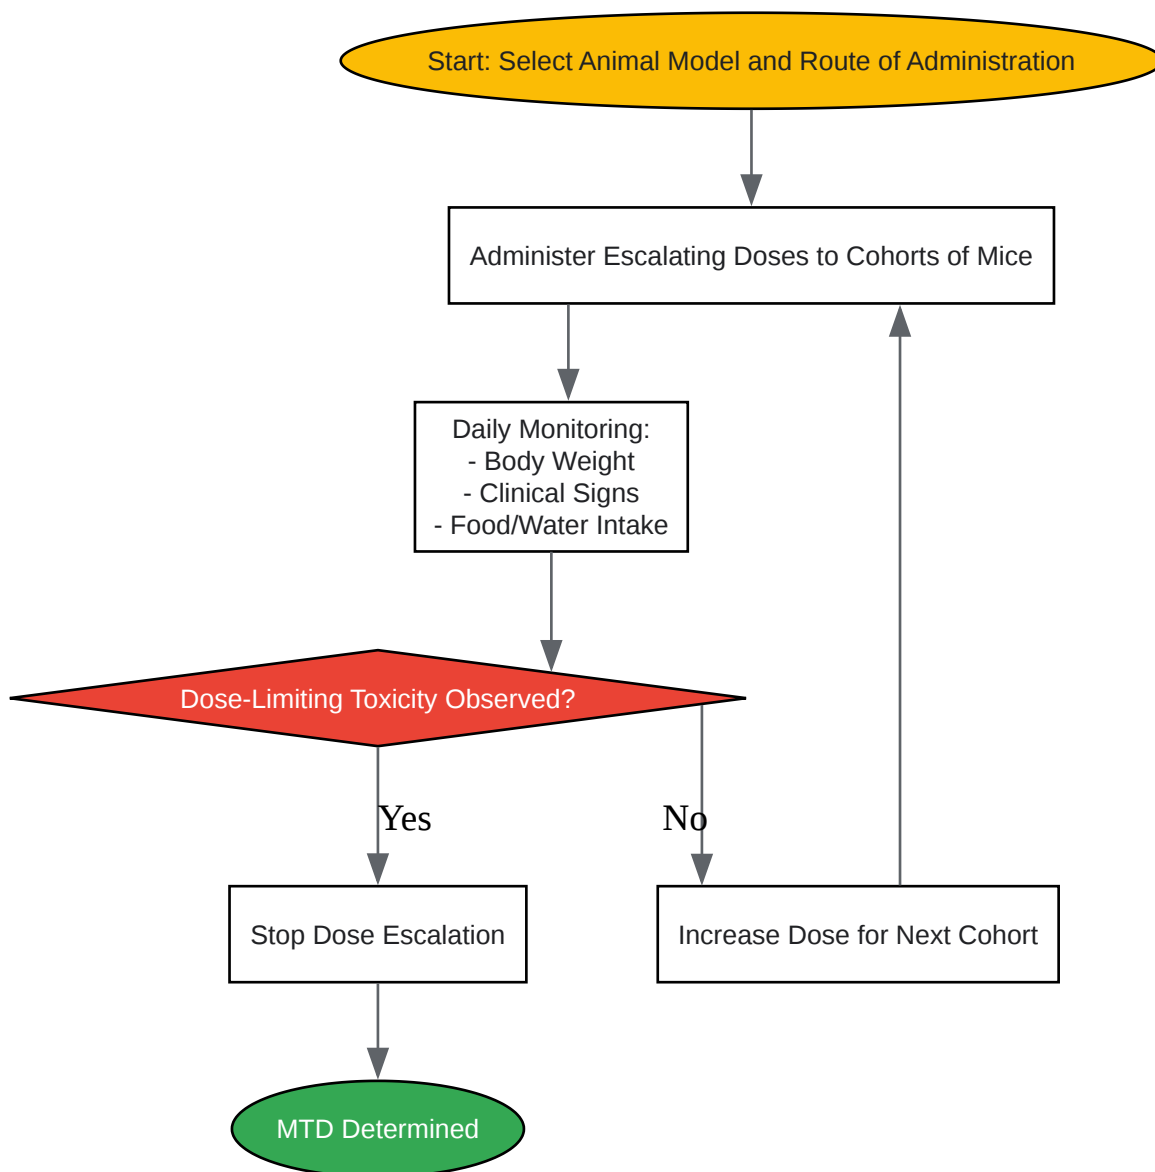 Start: Select Animal Model and Route of Administration
Administer Escalating Doses to Cohorts of Mice
Daily Monitoring:
- Body Weight
- Clinical Signs
- Food/Water Intake
Dose-Limiting Toxicity Observed?
Yes
No
Stop Dose Escalation
Increase Dose for Next Cohort
MTD Determined